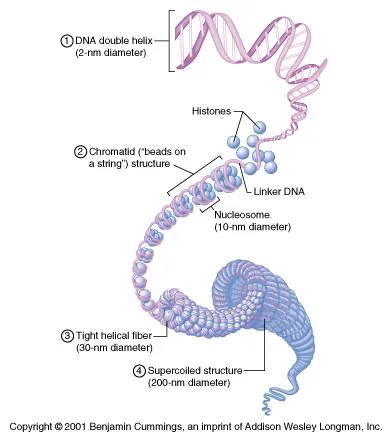 ① DNA double helix
(2-nm diameter)
Histones
② Chromatid ("beads on
a string") structure
Linker DNA
Nucleosome
(10-nm diameter)
③ Tight helical fiber
(30-nm diameter)
④ Supercoiled structure
(200-nm diameter)
Copyright © 2001 Benjamin Cummings, an imprint of Addison Wesley Longman, Inc.